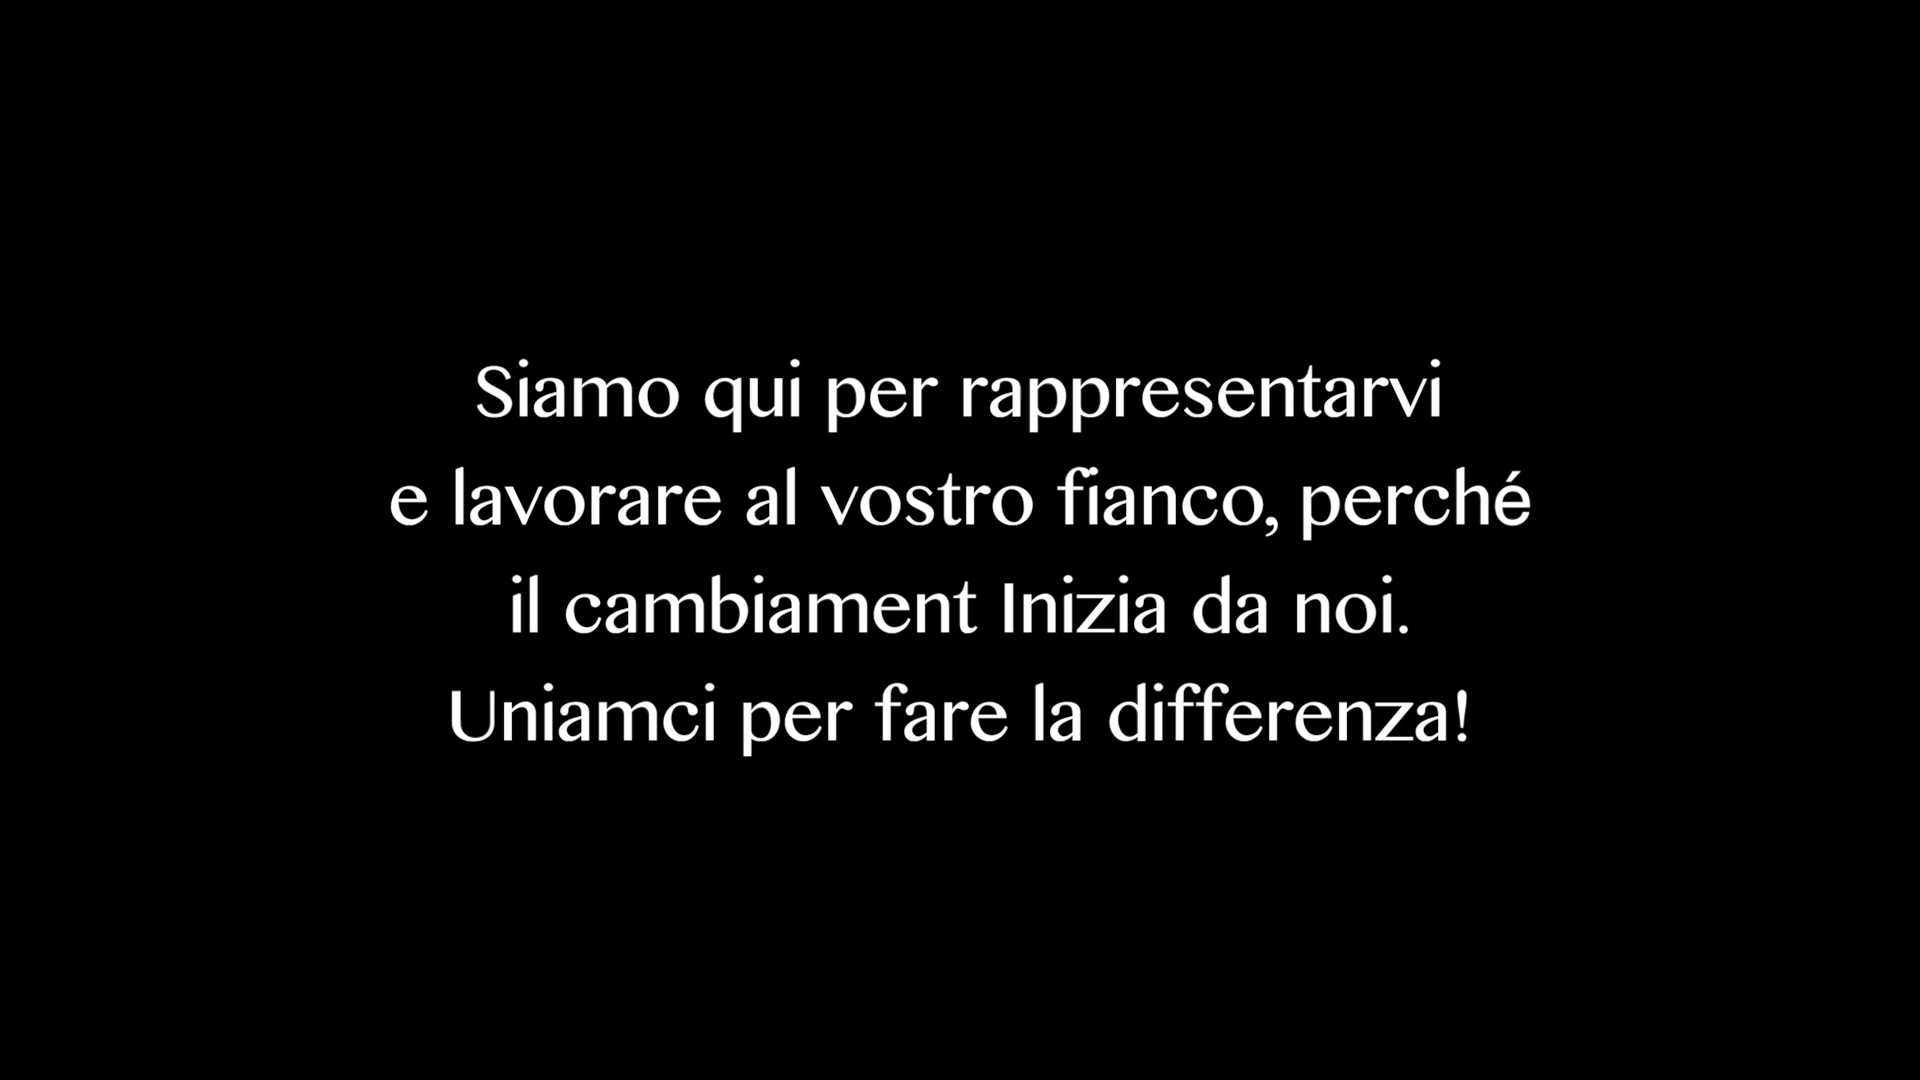 Siamo qui per rappresentarvi
e lavorare al vostro fianco, perché
il cambiament Inizia da noi.
Uniamci per fare la differenza!